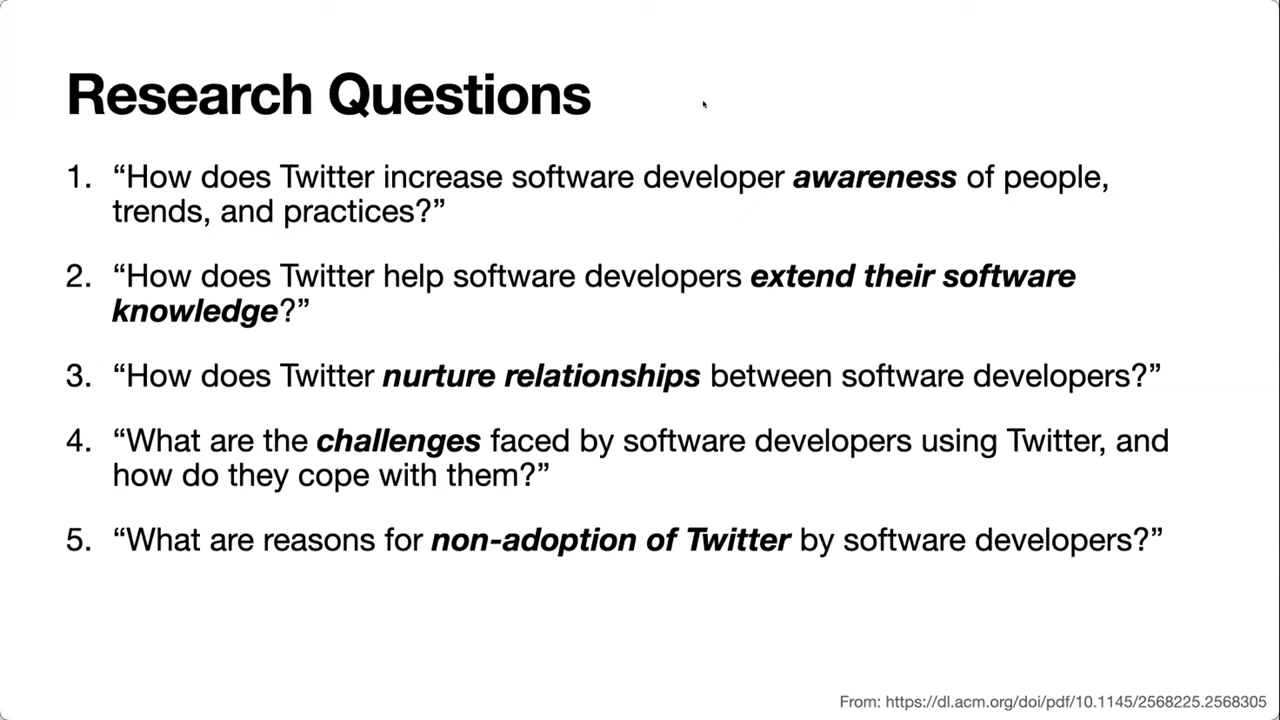 Research Questions
1. “How does Twitter increase software developer awareness of people,
trends, and practices?”
2. “How does Twitter help software developers extend their software
knowledge?”
3. “How does Twitter nurture relationships between software developers?”
4. “What are the challenges faced by software developers using Twitter, and
how do they cope with them?”
5. “What are reasons for non-adoption of Twitter by software developers?”
From: https://dl.acm.org/doi/pdf/10.1145/2568225.2568305